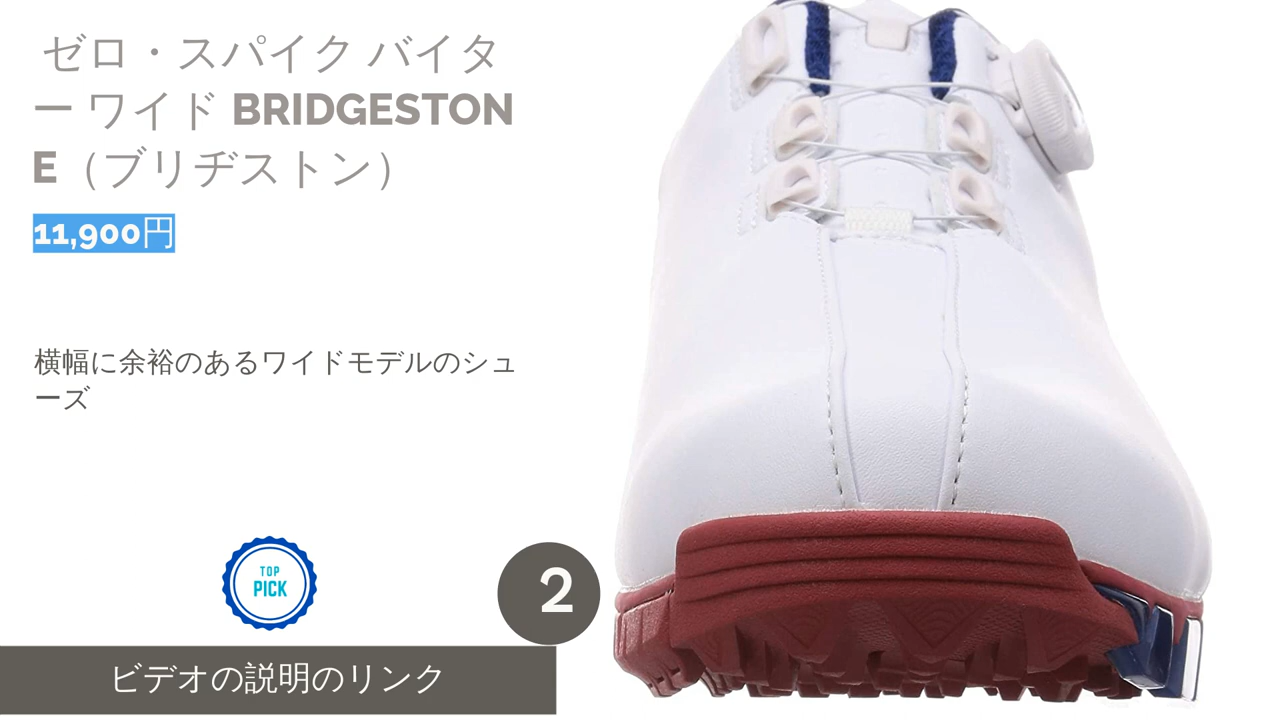 ゼロ・スパイク バイタ
ー ワイド BRIDGESTON
E（ブリヂストン）
11,900円
横幅に余裕のあるワイドモデルのシュ
ーズ
TOP
PICK
2
ビデオの説明のリンク